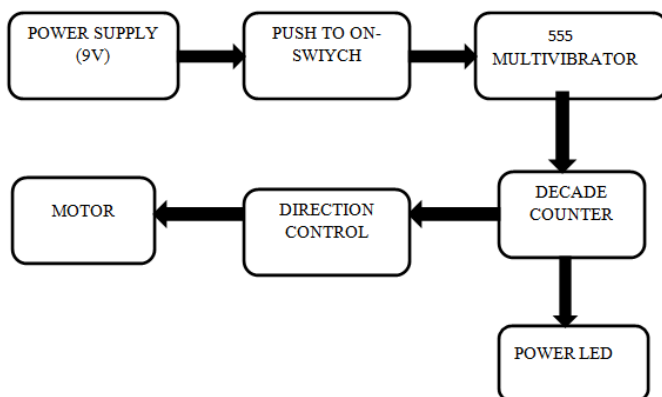 POWER SUPPLY
(9V)
PUSH TO ON-
SWIYCH
555
MULTIVIBRATOR
MOTOR
DIRECTION
CONTROL
DECADE
COUNTER
POWER LED